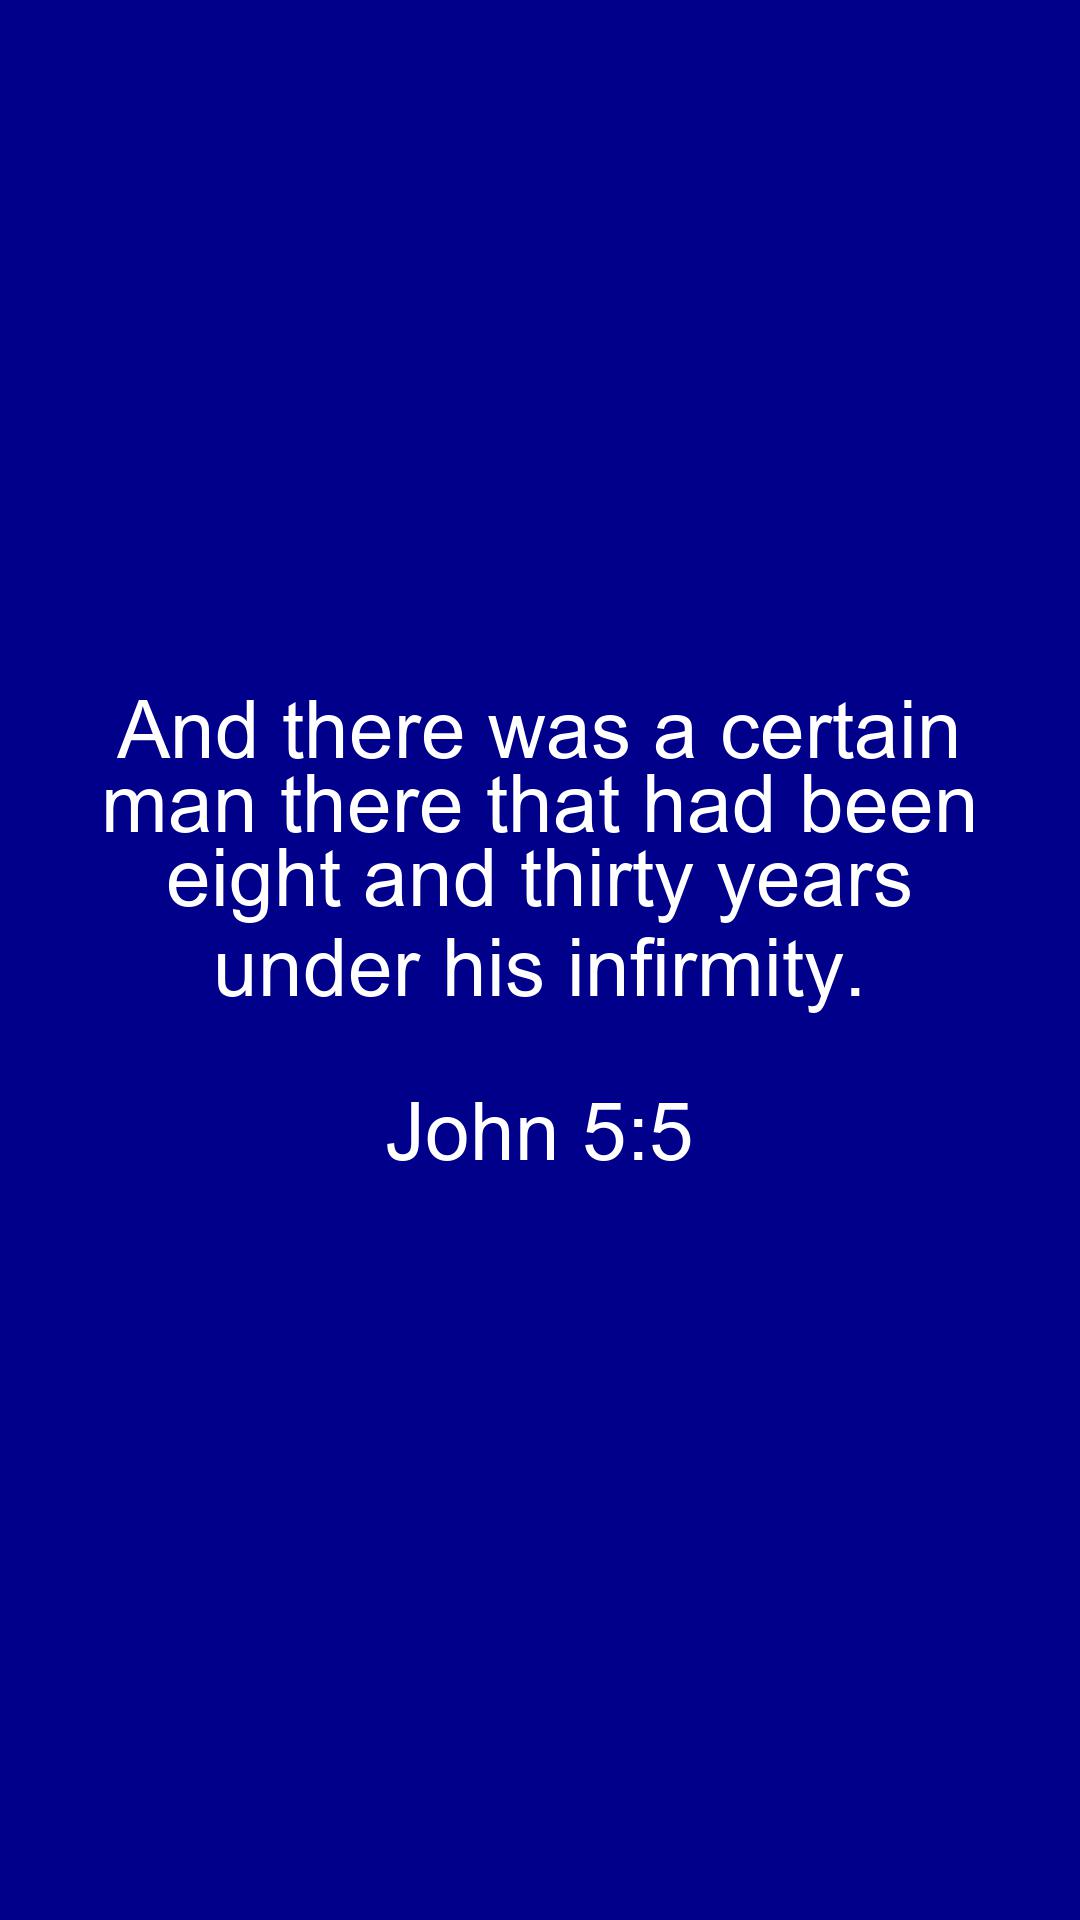 And there was a certain
man there that had been
eight and thirty years
under his infirmity.
John 5:5